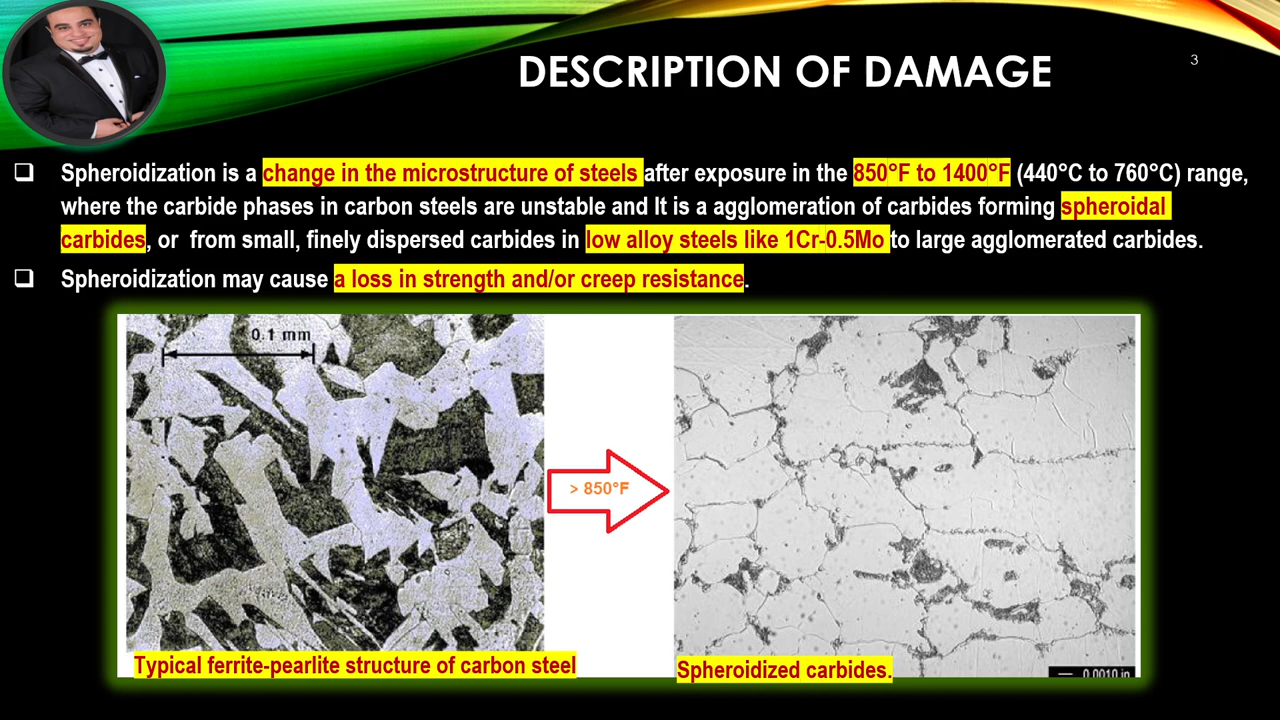 DESCRIPTION OF DAMAGE
3
❑ Spheroidization is a change in the microstructure of steels after exposure in the 850°F to 1400°F (440°C to 760°C) range,
where the carbide phases in carbon steels are unstable and It is a agglomeration of carbides forming spheroidal
carbides, or from small, finely dispersed carbides in low alloy steels like 1Cr-0.5Mo to large agglomerated carbides.
❑ Spheroidization may cause a loss in strength and/or creep resistance.
0.1 mm
> 850°F
Typical ferrite-pearlite structure of carbon steel
Spheroidized carbides.
0.0010 in